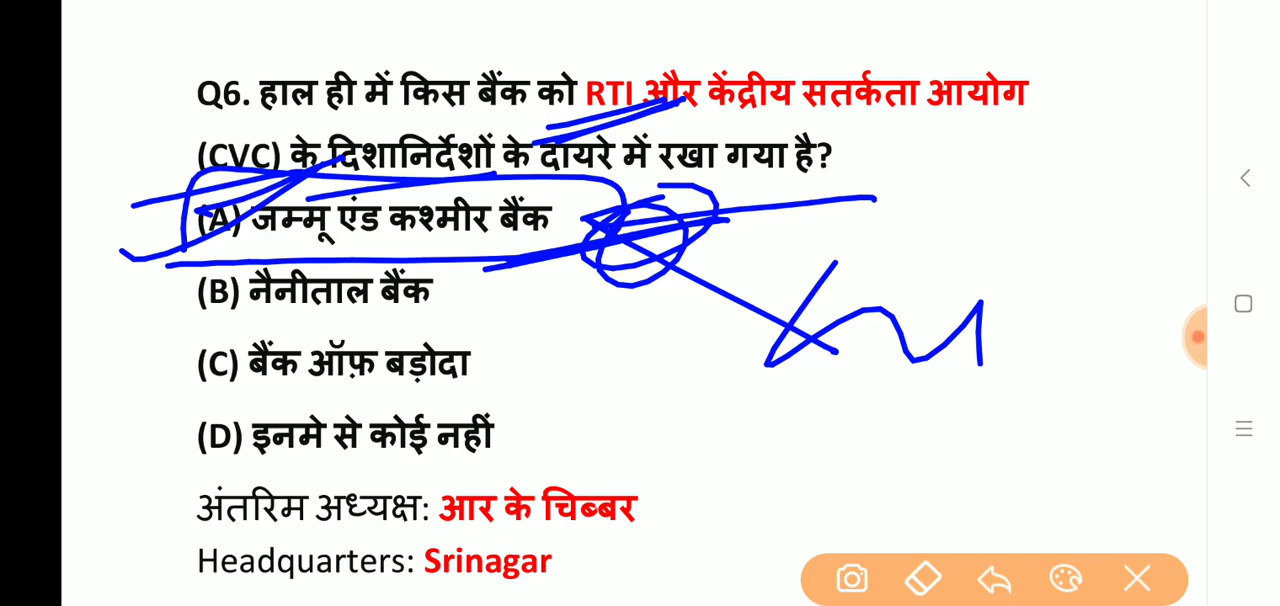 Q6. हाल ही में किस बैंक को RTI और केंद्रीय सतर्कता आयोग
(CVC) के दिशानिर्देशों के दायरे में रखा गया है?
(A) जम्मू एंड कश्मीर बैंक
(B) नैनीताल बैंक
(C) बैंक ऑफ़ बड़ोदा
(D) इनमे से कोई नहीं
अंतरिम अध्यक्ष: आर के चिब्बर
Headquarters: Srinagar